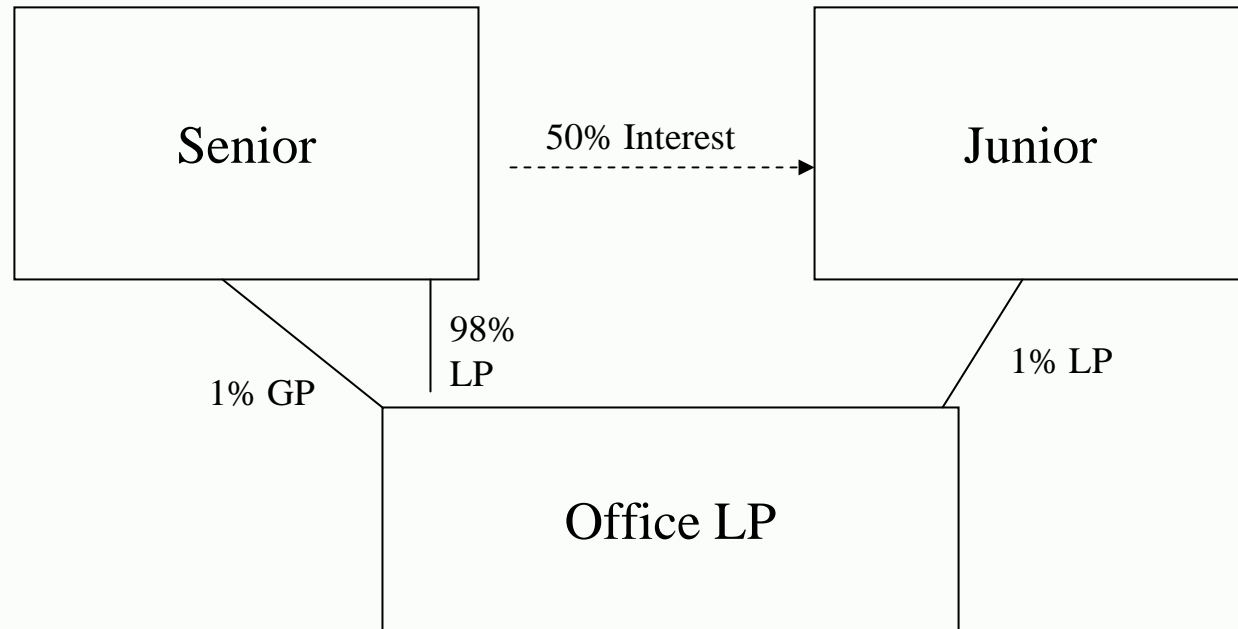 Senior
50% Interest
Junior
98%
LP
1% GP
1% LP
Office LP